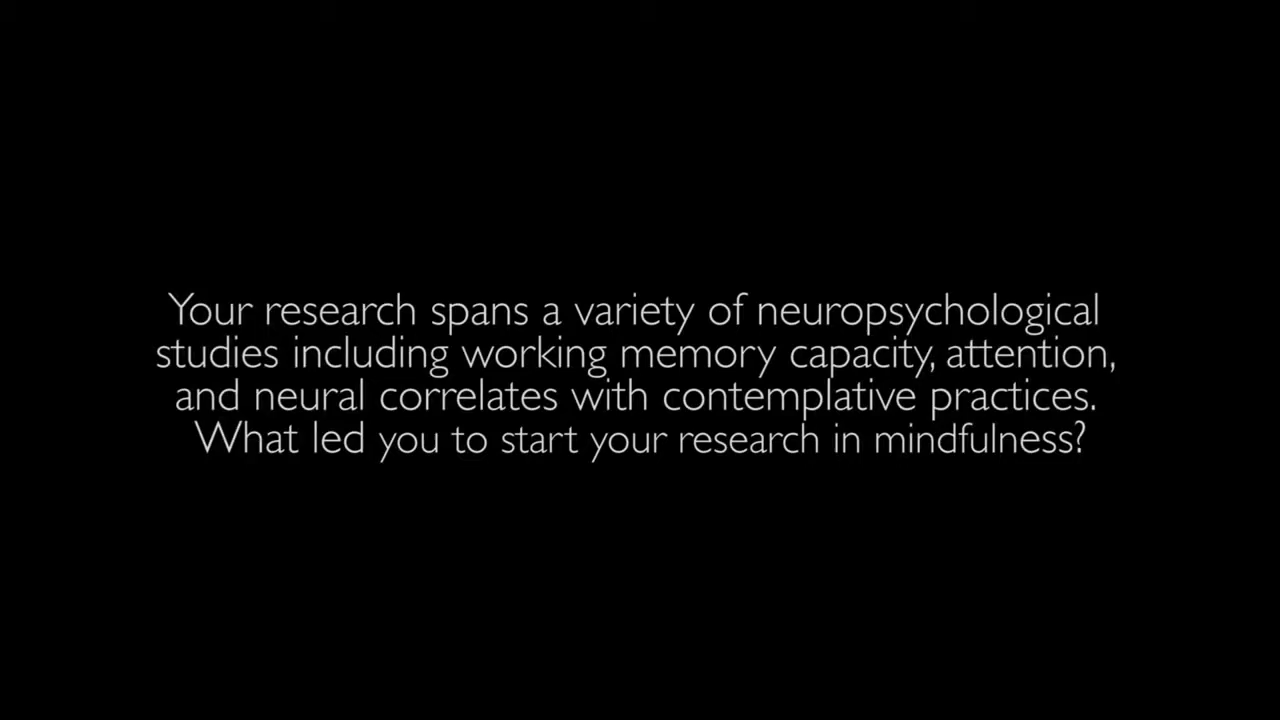 Your research spans a variety of neuropsychological
studies including working memory capacity, attention,
and neural correlates with contemplative practices.
What led you to start your research in mindfulness?